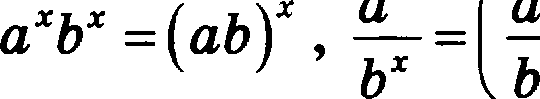 a^x b^x = (ab)^x , a / b^x = ( a / b